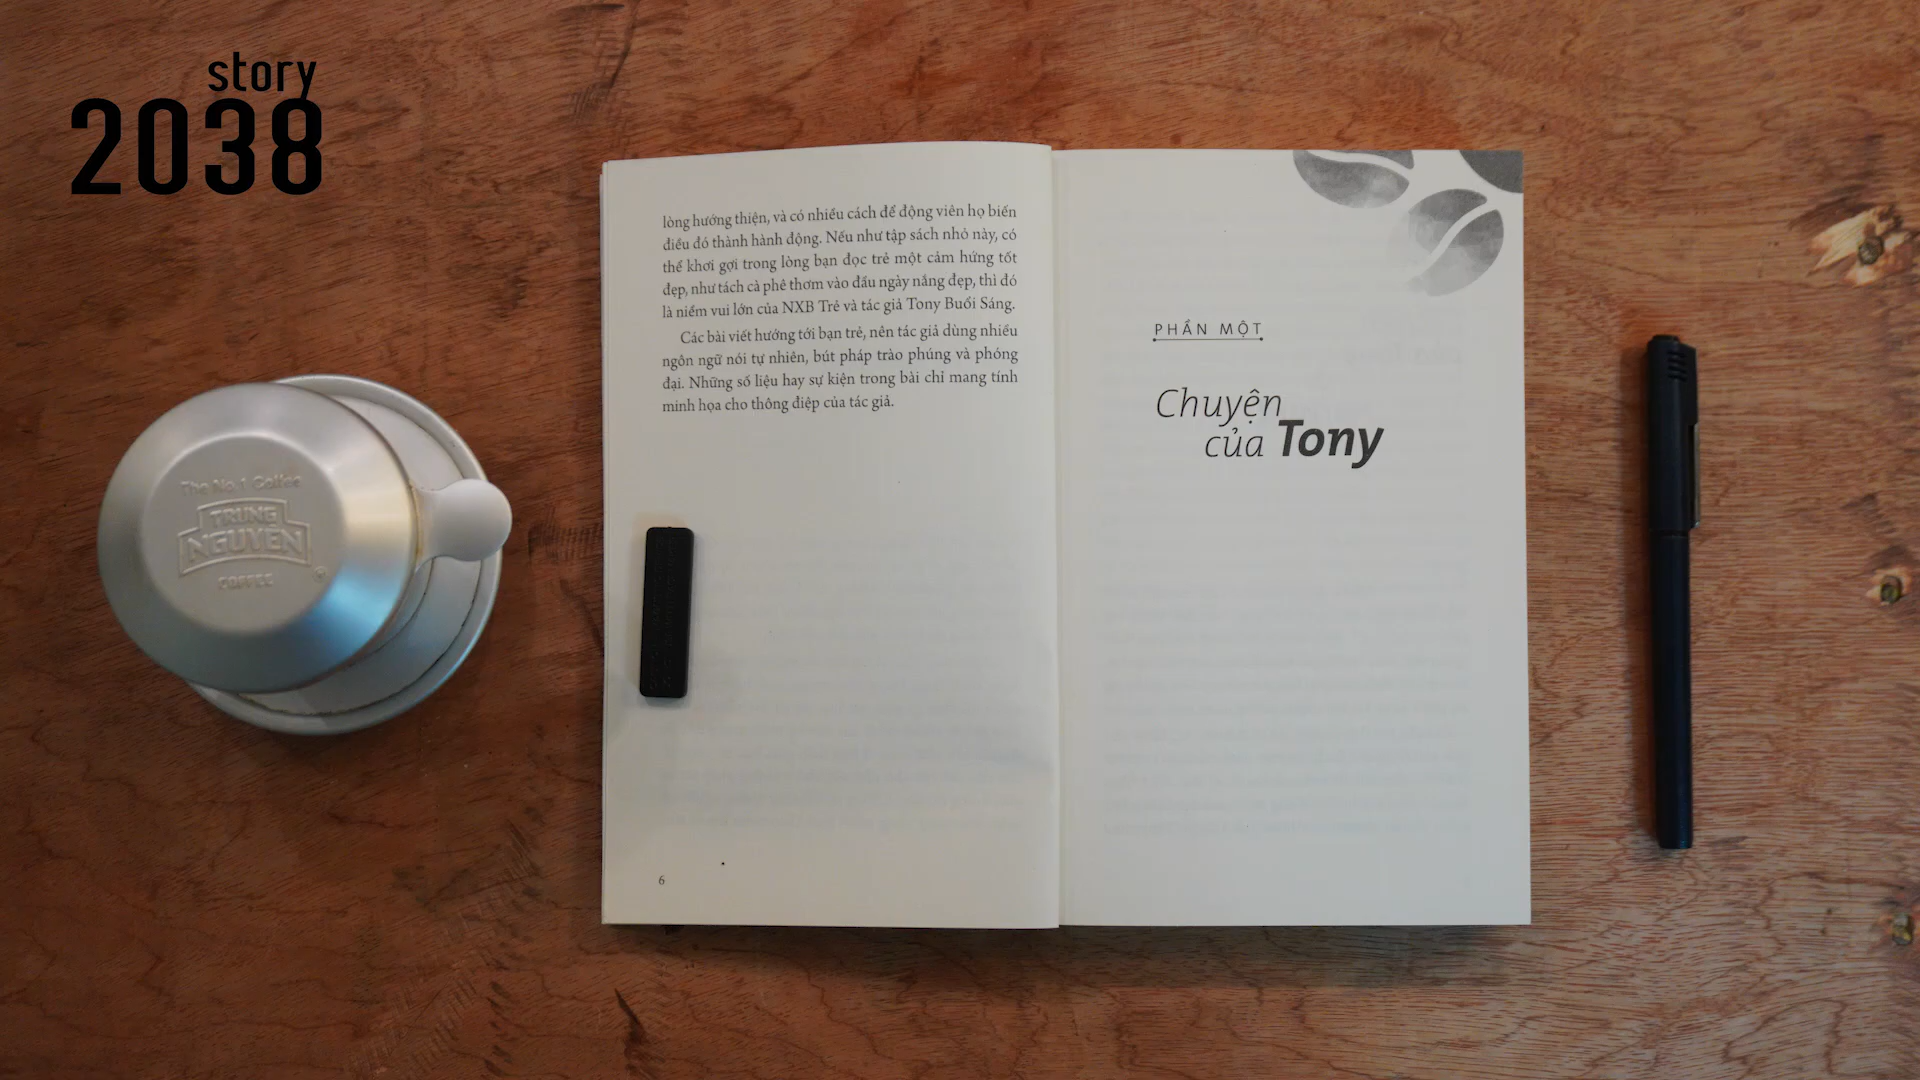 story
2038
lòng hướng thiện, và có nhiều cách để động viên họ biến
điều đó thành hành động. Nếu như tập sách nhỏ này, có
thể khơi gợi trong lòng bạn đọc trẻ một cảm hứng tốt
đẹp, như tách cà phê thơm vào đầu ngày nắng đẹp, thì đó
là niềm vui lớn của NXB Trẻ và tác giả Tony Buổi Sáng.
Các bài viết hướng tới bạn trẻ, nên tác giả dùng nhiều
ngôn ngữ nói tự nhiên, bút pháp trào phúng và phóng
đại. Những số liệu hay sự kiện trong bài chỉ mang tính
minh họa cho thông điệp của tác giả.
6
PHẦN MỘT
Chuyện
của Tony
The No.1 Coffee
TRUNG
NGUYEN
COFFEE
®